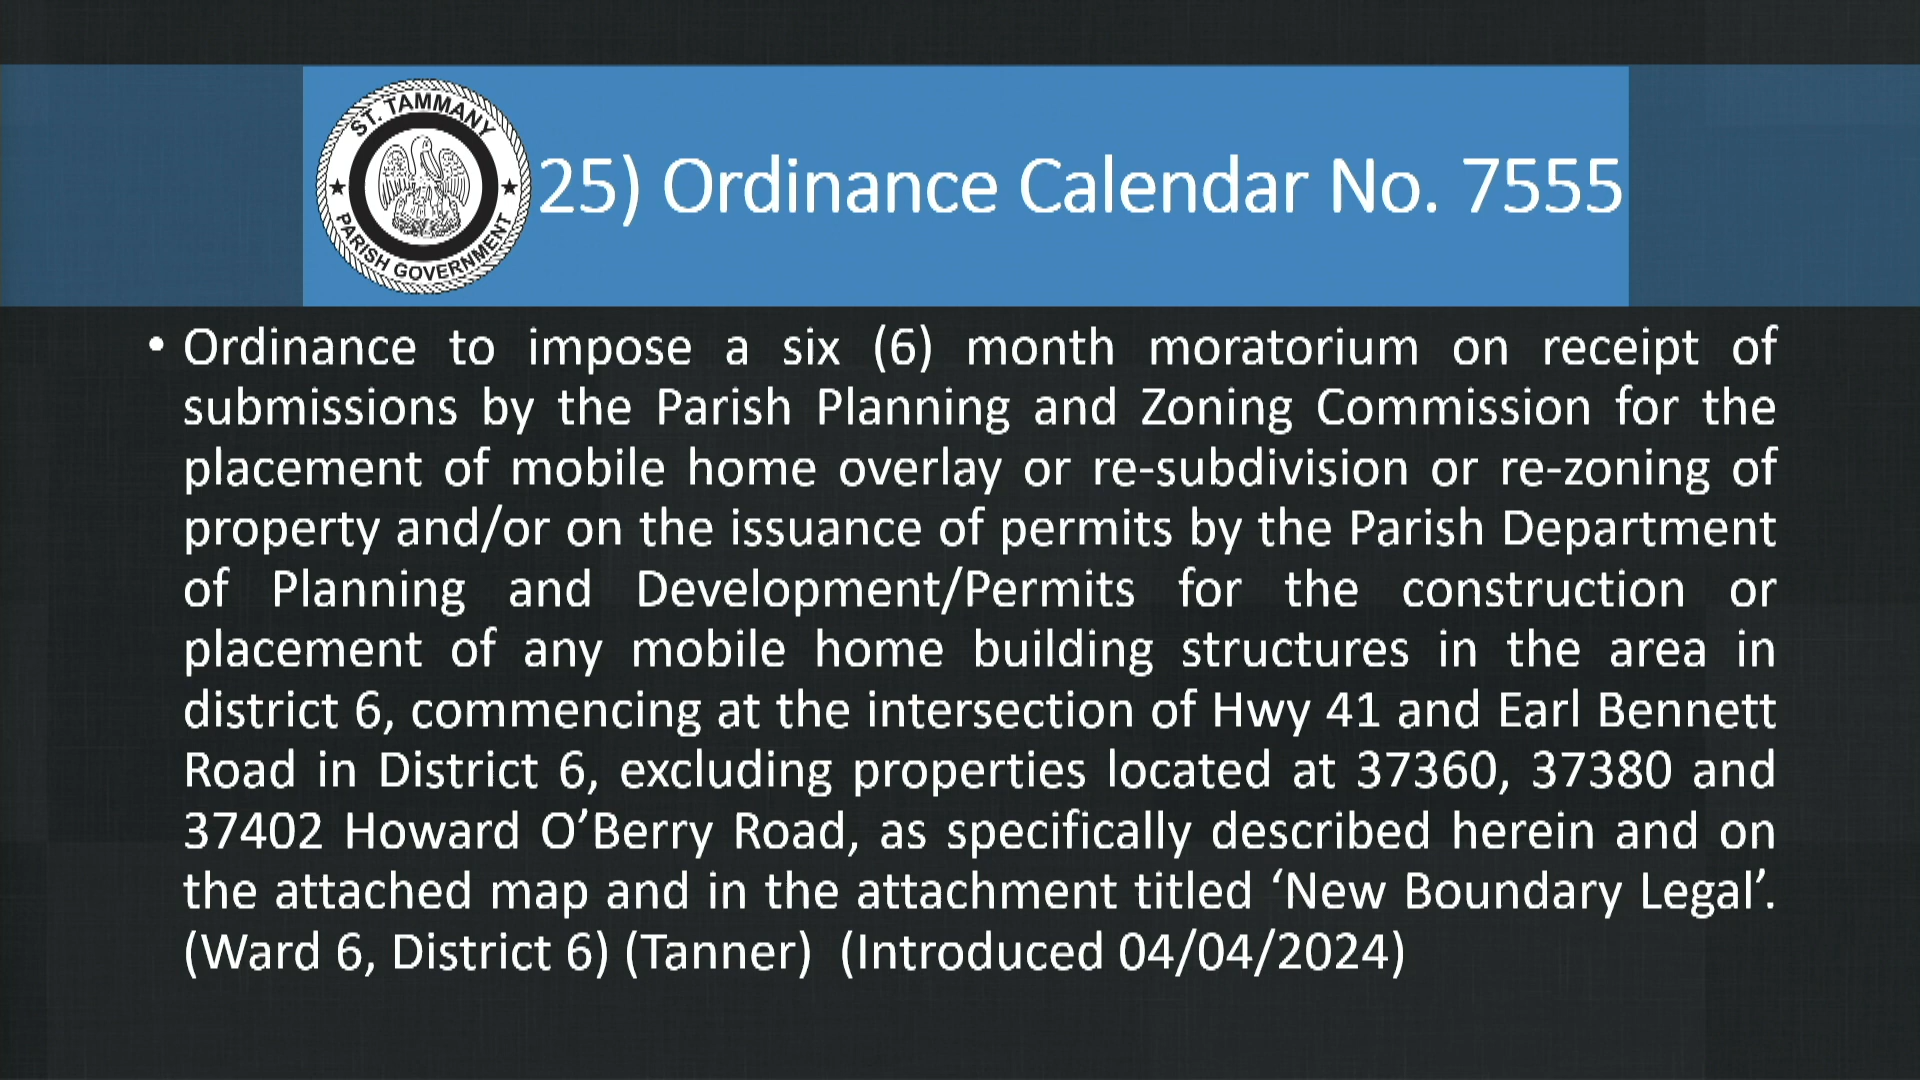 ST. TAMMANY
PARISH GOVERNMENT
25) Ordinance Calendar No. 7555
• Ordinance to impose a six (6) month moratorium on receipt of
submissions by the Parish Planning and Zoning Commission for the
placement of mobile home overlay or re-subdivision or re-zoning of
property and/or on the issuance of permits by the Parish Department
of Planning and Development/Permits for the construction or
placement of any mobile home building structures in the area in
district 6, commencing at the intersection of Hwy 41 and Earl Bennett
Road in District 6, excluding properties located at 37360, 37380 and
37402 Howard O’Berry Road, as specifically described herein and on
the attached map and in the attachment titled ‘New Boundary Legal’.
(Ward 6, District 6) (Tanner) (Introduced 04/04/2024)